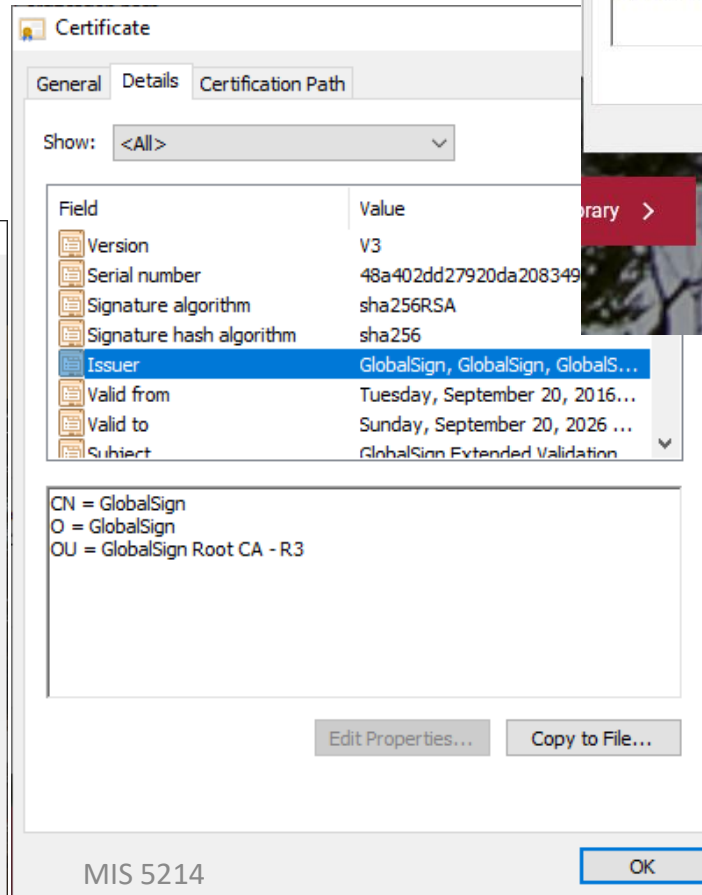 Certificate
General Details Certification Path
Show: <All>
Field Value
Version V3
Serial number 48a402dd27920da208349
Signature algorithm sha256RSA
Signature hash algorithm sha256
Issuer GlobalSign, GlobalSign, GlobalS...
Valid from Tuesday, September 20, 2016...
Valid to Sunday, September 20, 2026 ...
Subject GlobalSign Extended Validation
CN = GlobalSign
O = GlobalSign
OU = GlobalSign Root CA - R3
Edit Properties... Copy to File...
OK
MIS 5214
rary >